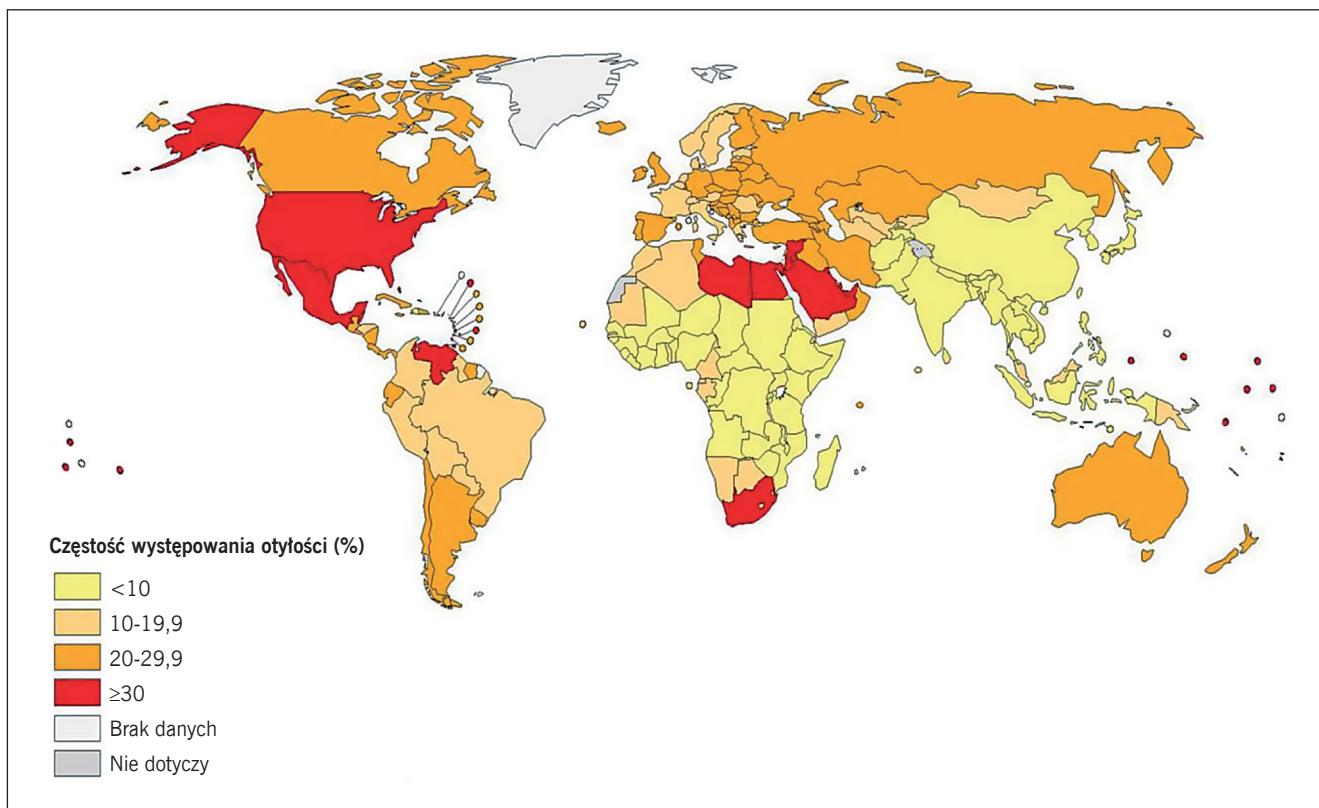 Częstość występowania otyłości (%)
<10
10-19,9
20-29,9
≥30
Brak danych
Nie dotyczy